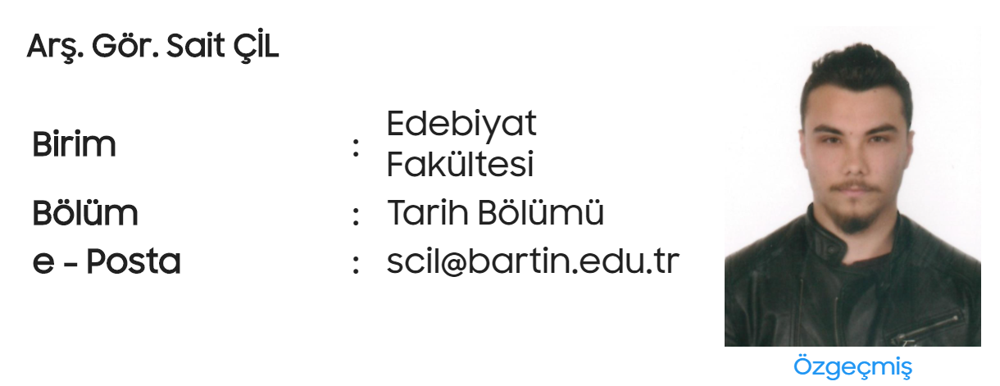 Arş. Gör. Sait ÇİL
Birim : Edebiyat
Fakültesi
Bölüm : Tarih Bölümü
e - Posta : scil@bartin.edu.tr
Özgeçmiş